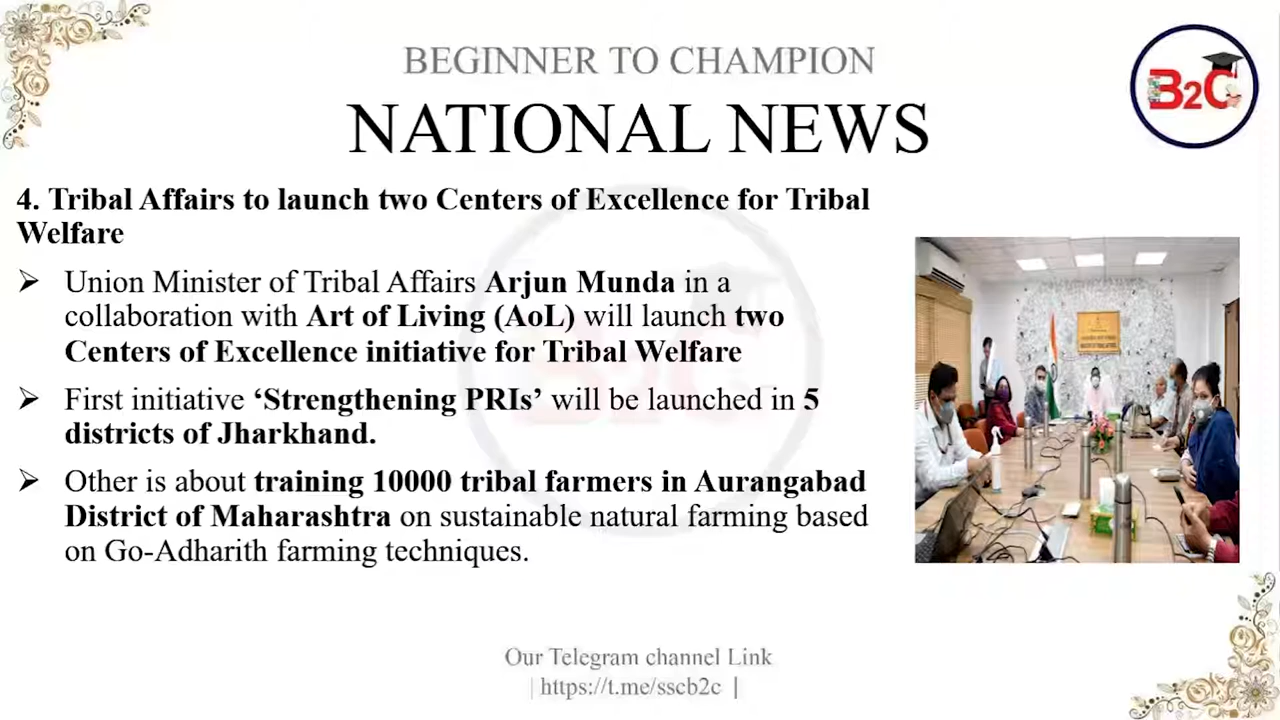 BEGINNER TO CHAMPION
B2C
NATIONAL NEWS
4. Tribal Affairs to launch two Centers of Excellence for Tribal
Welfare
➢ Union Minister of Tribal Affairs Arjun Munda in a
collaboration with Art of Living (AoL) will launch two
Centers of Excellence initiative for Tribal Welfare
➢ First initiative ‘Strengthening PRIs’ will be launched in 5
districts of Jharkhand.
➢ Other is about training 10000 tribal farmers in Aurangabad
District of Maharashtra on sustainable natural farming based
on Go-Adharith farming techniques.
Our Telegram channel Link
| https://t.me/sscb2c |